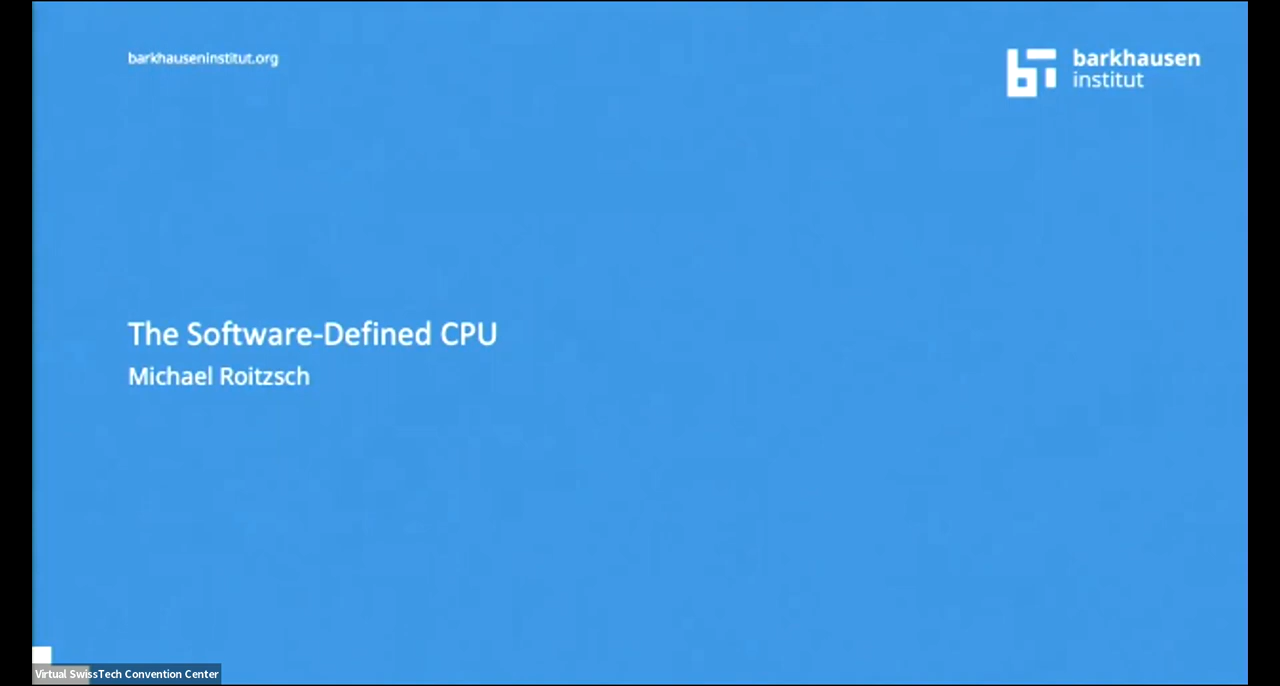 barkhauseninstitut.org
barkhausen
institut
The Software-Defined CPU
Michael Roitzsch
Virtual SwissTech Convention Center